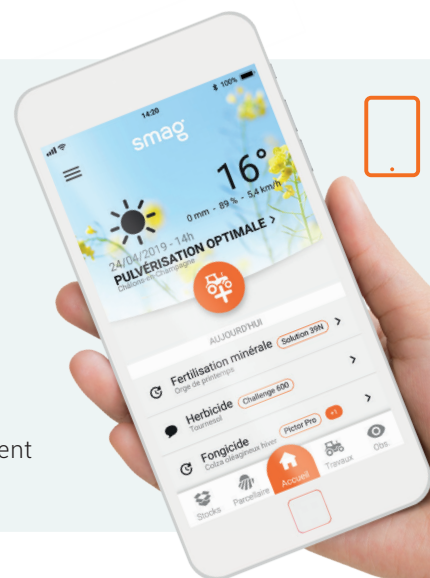 14:20
100%
smag
16°
0 mm - 89 % - 5,4 km/h
24/04/2019 - 14h
PULVÉRISATION OPTIMALE >
Châlons-en-Champagne
AUJOURD'HUI
Fertilisation minérale Solution 39N >
Orge de printemps
Herbicide Challenge 600 >
Tournesol
Fongicide Pictor Pro +1 >
Colza oléagineux hiver
Stocks Parcellaire Accueil Travaux Obs.
ent